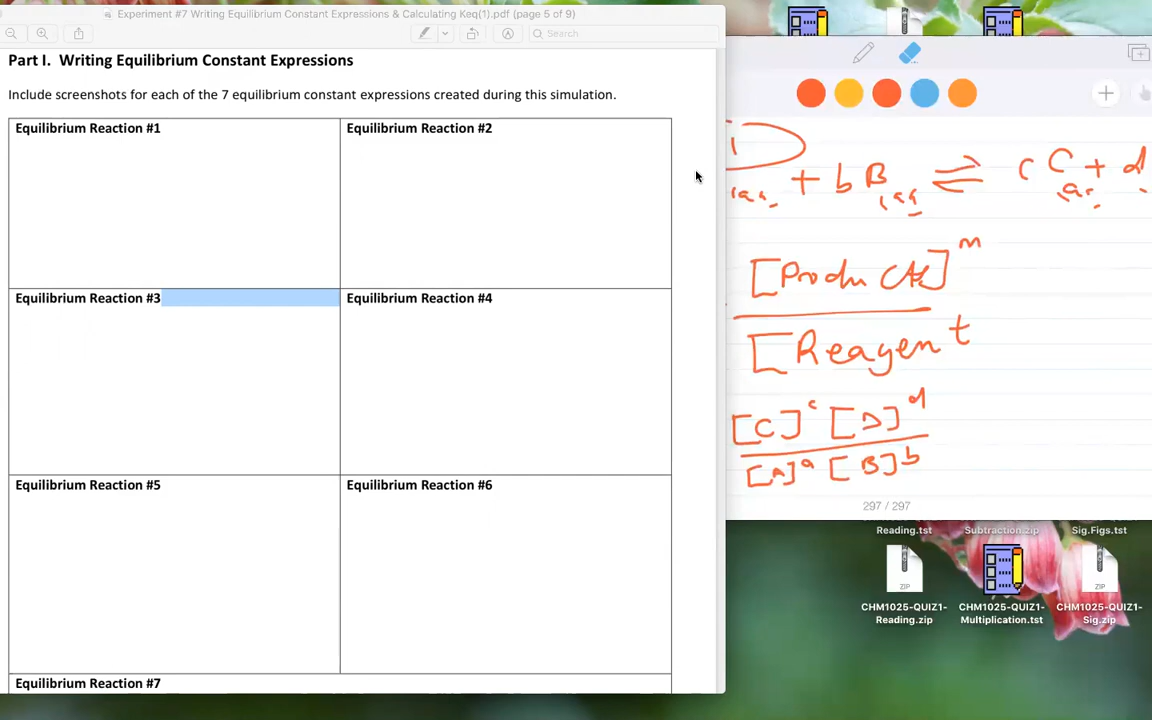 Experiment #7 Writing Equilibrium Constant Expressions & Calculating Keq(1).pdf (page 5 of 9)
Search
Part I. Writing Equilibrium Constant Expressions
Include screenshots for each of the 7 equilibrium constant expressions created during this simulation.
Equilibrium Reaction #1
Equilibrium Reaction #2
Equilibrium Reaction #3
Equilibrium Reaction #4
Equilibrium Reaction #5
Equilibrium Reaction #6
Equilibrium Reaction #7
+ b B ⇌ c C + d
[Products]^m
[Reagent
[C]^c [D]^d
[A]^a [B]^b
297 / 297
Reading.tst
Subtraction.zip
Sig.Figs.tst
ZIP
ZIP
CHM1025-QUIZ1-
Reading.zip
CHM1025-QUIZ1-
Multiplication.tst
CHM1025-QUIZ1-
Sig.zip